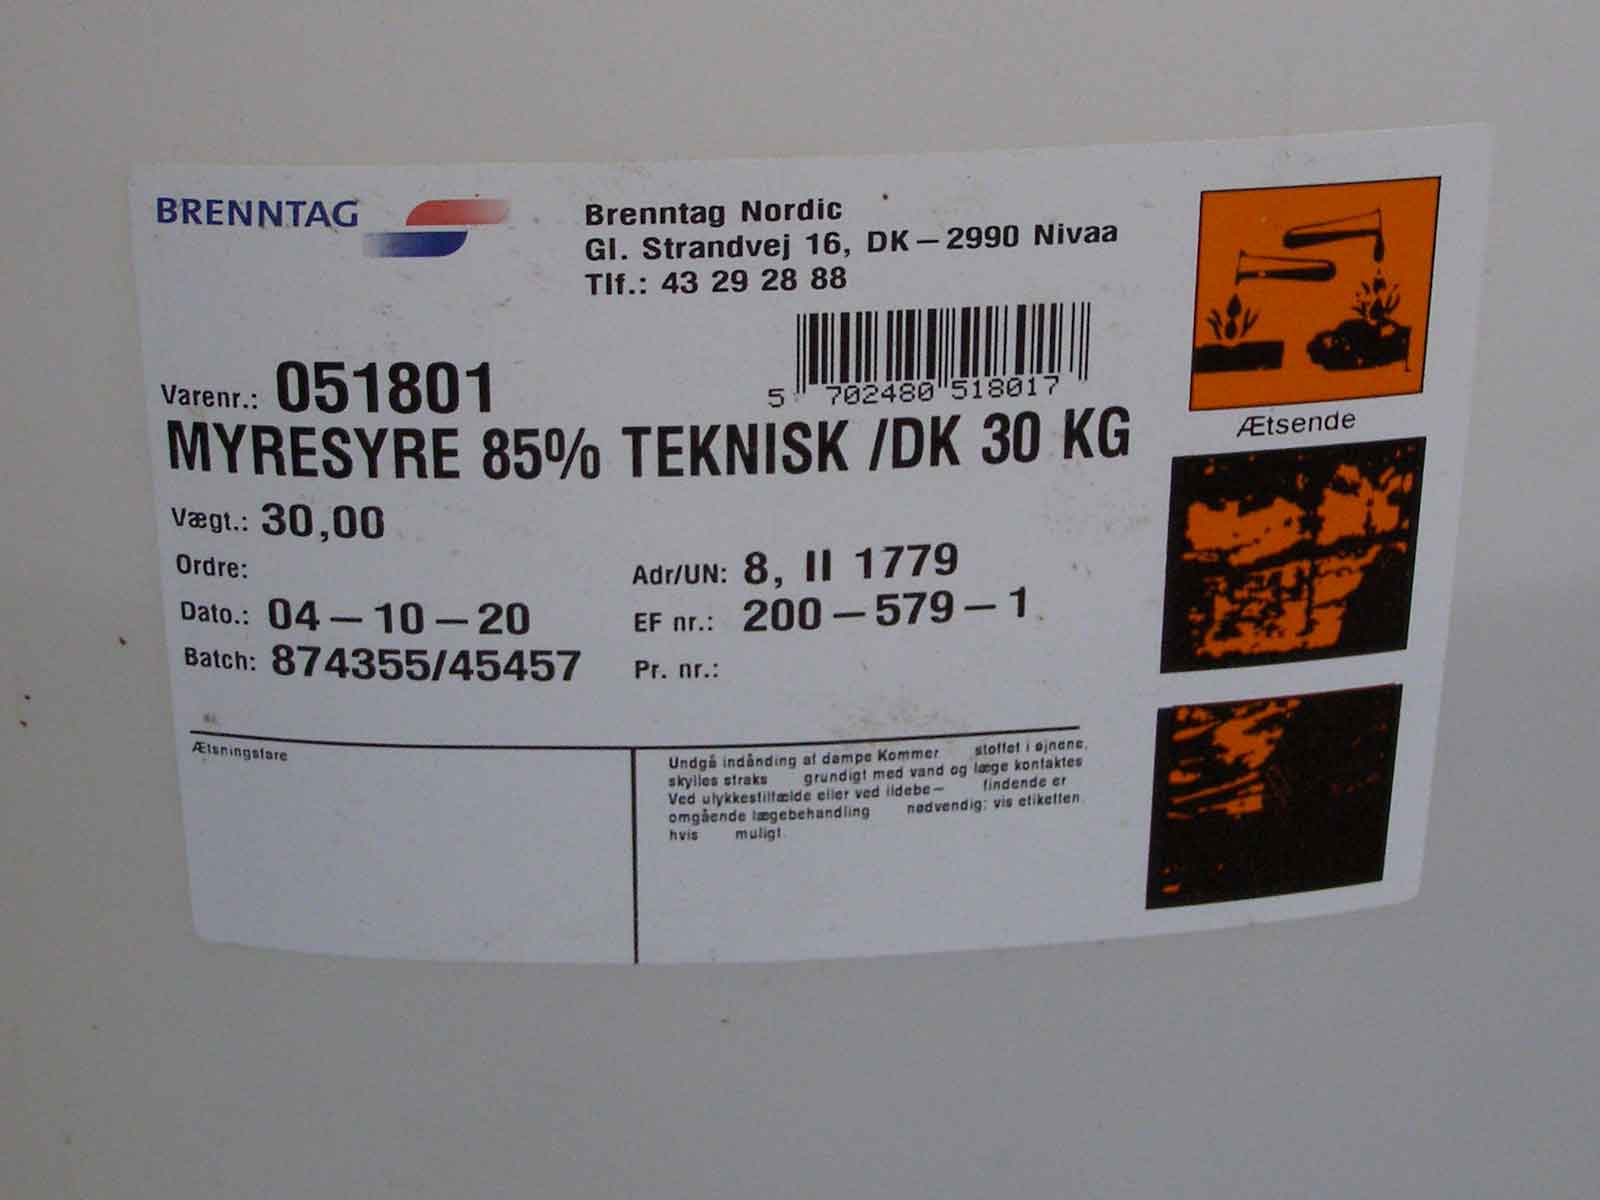 BRENNTAG
Brenntag Nordic
Gl. Strandvej 16, DK-2990 Nivaa
Tlf.: 43 29 28 88
5 702480 518017
Varenr.: 051801
MYRESYRE 85% TEKNISK /DK 30 KG
Vægt.: 30,00
Ordre:
Dato.: 04-10-20
Batch: 874355/45457
Adr/UN: 8, II 1779
EF nr.: 200-579-1
Pr. nr.:
Ætsende
Ætsningsfare
Undgå indånding af dampe Kommer stoffet i øjnene,
skylles straks grundigt med vand og læge kontaktes
Ved ulykkestilfælde eller ved ildebe- findende er
omgående lægebehandling nødvendig; vis etiketten
hvis muligt